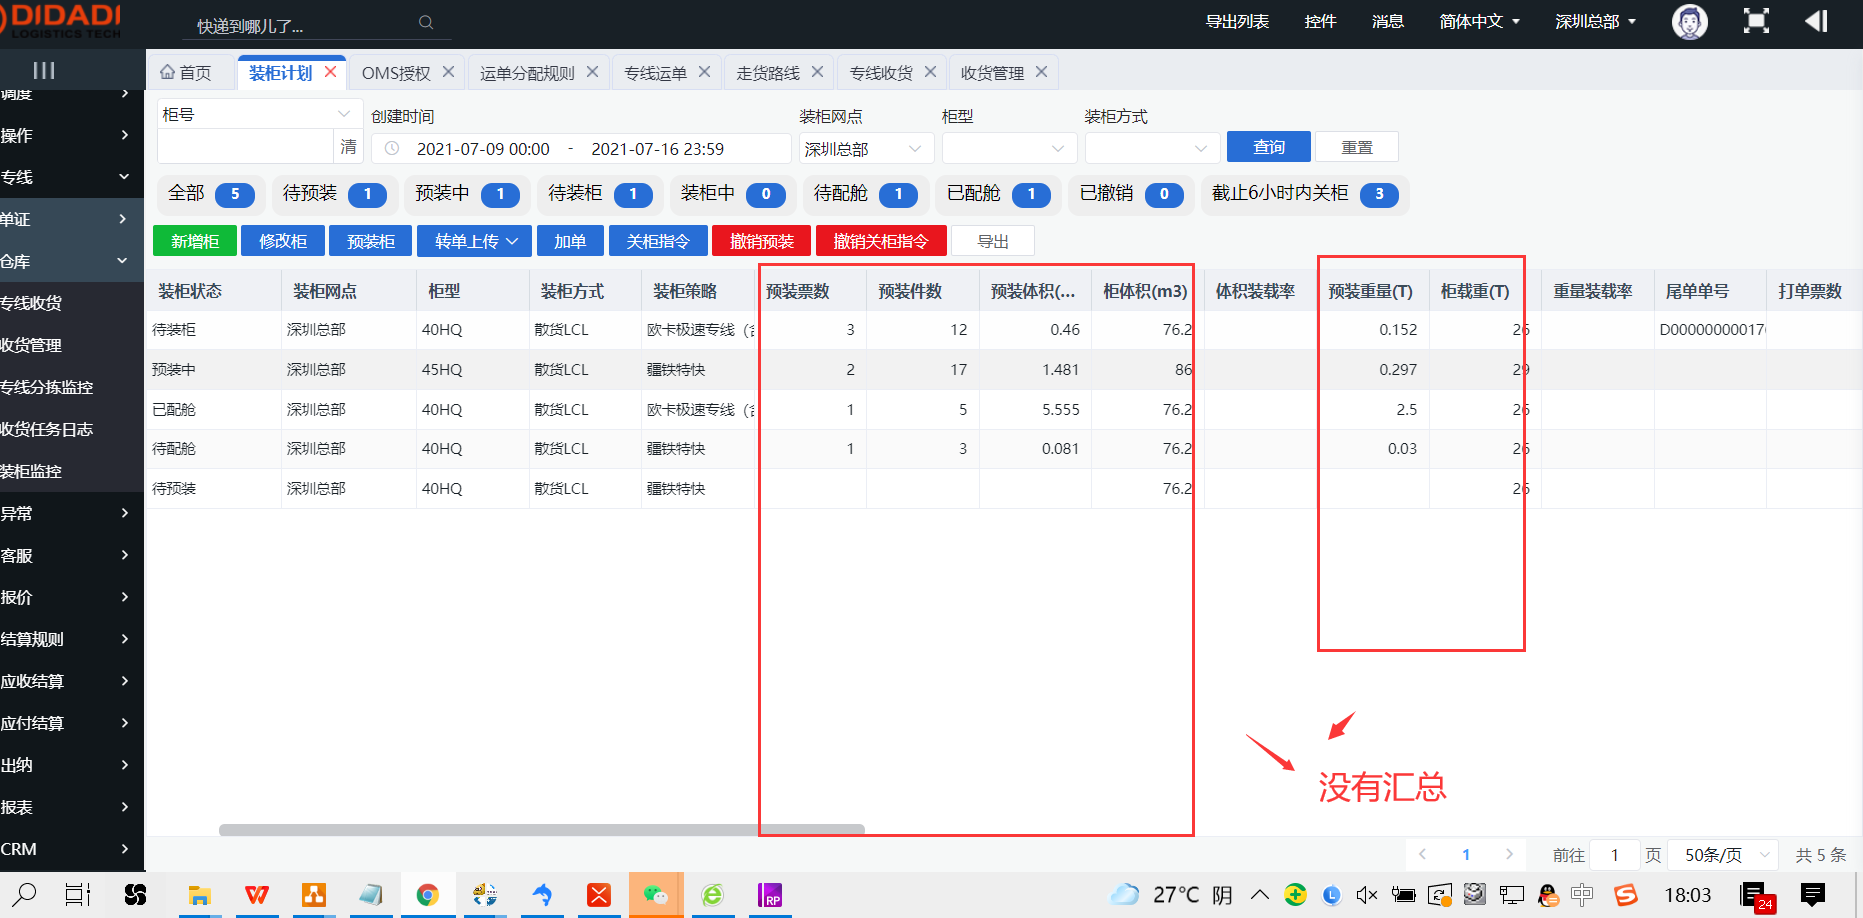 DIDADI
LOGISTICS TECH
快递到哪儿了...
导出列表 控件 消息 简体中文 深圳总部
首页 装柜计划 OMS授权 运单分配规则 专线运单 走货路线 专线收货 收货管理
调度
操作
专线
单证
仓库
专线收货
收货管理
专线分拣监控
收货任务日志
装柜监控
异常
客服
报价
结算规则
应收结算
应付结算
出纳
报表
CRM
柜号 创建时间 装柜网点 柜型 装柜方式
清 2021-07-09 00:00 - 2021-07-16 23:59 深圳总部 查询 重置
全部 5 待预装 1 预装中 1 待装柜 1 装柜中 0 待配舱 1 已配舱 1 已撤销 0 截止6小时内关柜 3
新增柜 修改柜 预装柜 转单上传 加单 关柜指令 撤销预装 撤销关柜指令 导出
装柜状态 装柜网点 柜型 装柜方式 装柜策略 预装票数 预装件数 预装体积(... 柜体积(m3) 体积装载率 预装重量(T) 柜载重(T) 重量装载率 尾单单号 打单票数
待装柜 深圳总部 40HQ 散货LCL 欧卡极速专线（ 3 12 0.46 76.2 0.152 26 D00000000017
预装中 深圳总部 45HQ 散货LCL 疆铁特快 2 17 1.481 86 0.297 29
已配舱 深圳总部 40HQ 散货LCL 欧卡极速专线（ 1 5 5.555 76.2 2.5 26
待配舱 深圳总部 40HQ 散货LCL 疆铁特快 1 3 0.081 76.2 0.03 26
待预装 深圳总部 40HQ 散货LCL 疆铁特快 76.2 26
没有汇总
1 前往 1 页 50条/页 共 5 条
RP 27℃ 阴 中 18:03 24